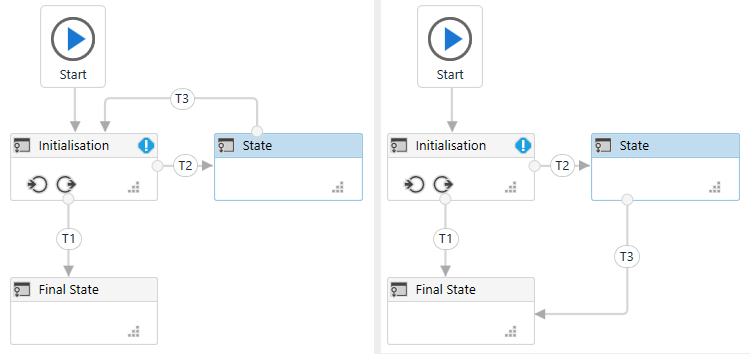 Start
T3
Initialisation
State
T2
T1
Final State
Start
Initialisation
State
T2
T1
T3
Final State